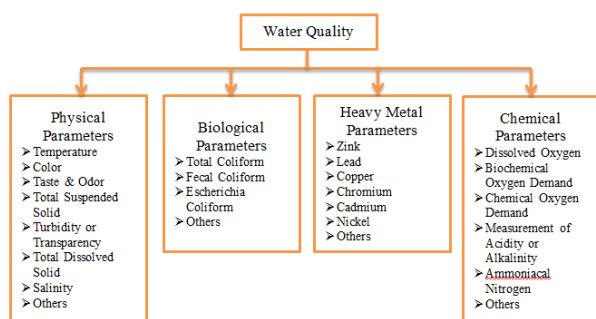 Water Quality
Physical
Parameters
➢Temperature
➢Color
➢Taste & Odor
➢Total Suspended
Solid
➢Turbidity or
Transparency
➢Total Dissolved
Solid
➢Salinity
➢Others
Biological
Parameters
➢Total Coliform
➢Fecal Coliform
➢Escherichia
Coliform
➢Others
Heavy Metal
Parameters
➢Zink
➢Lead
➢Copper
➢Chromium
➢Cadmium
➢Nickel
➢Others
Chemical
Parameters
➢Dissolved Oxygen
➢Biochemical
Oxygen Demand
➢Chemical Oxygen
Demand
➢Measurement of
Acidity or
Alkalinity
➢Ammoniacal
Nitrogen
➢Others